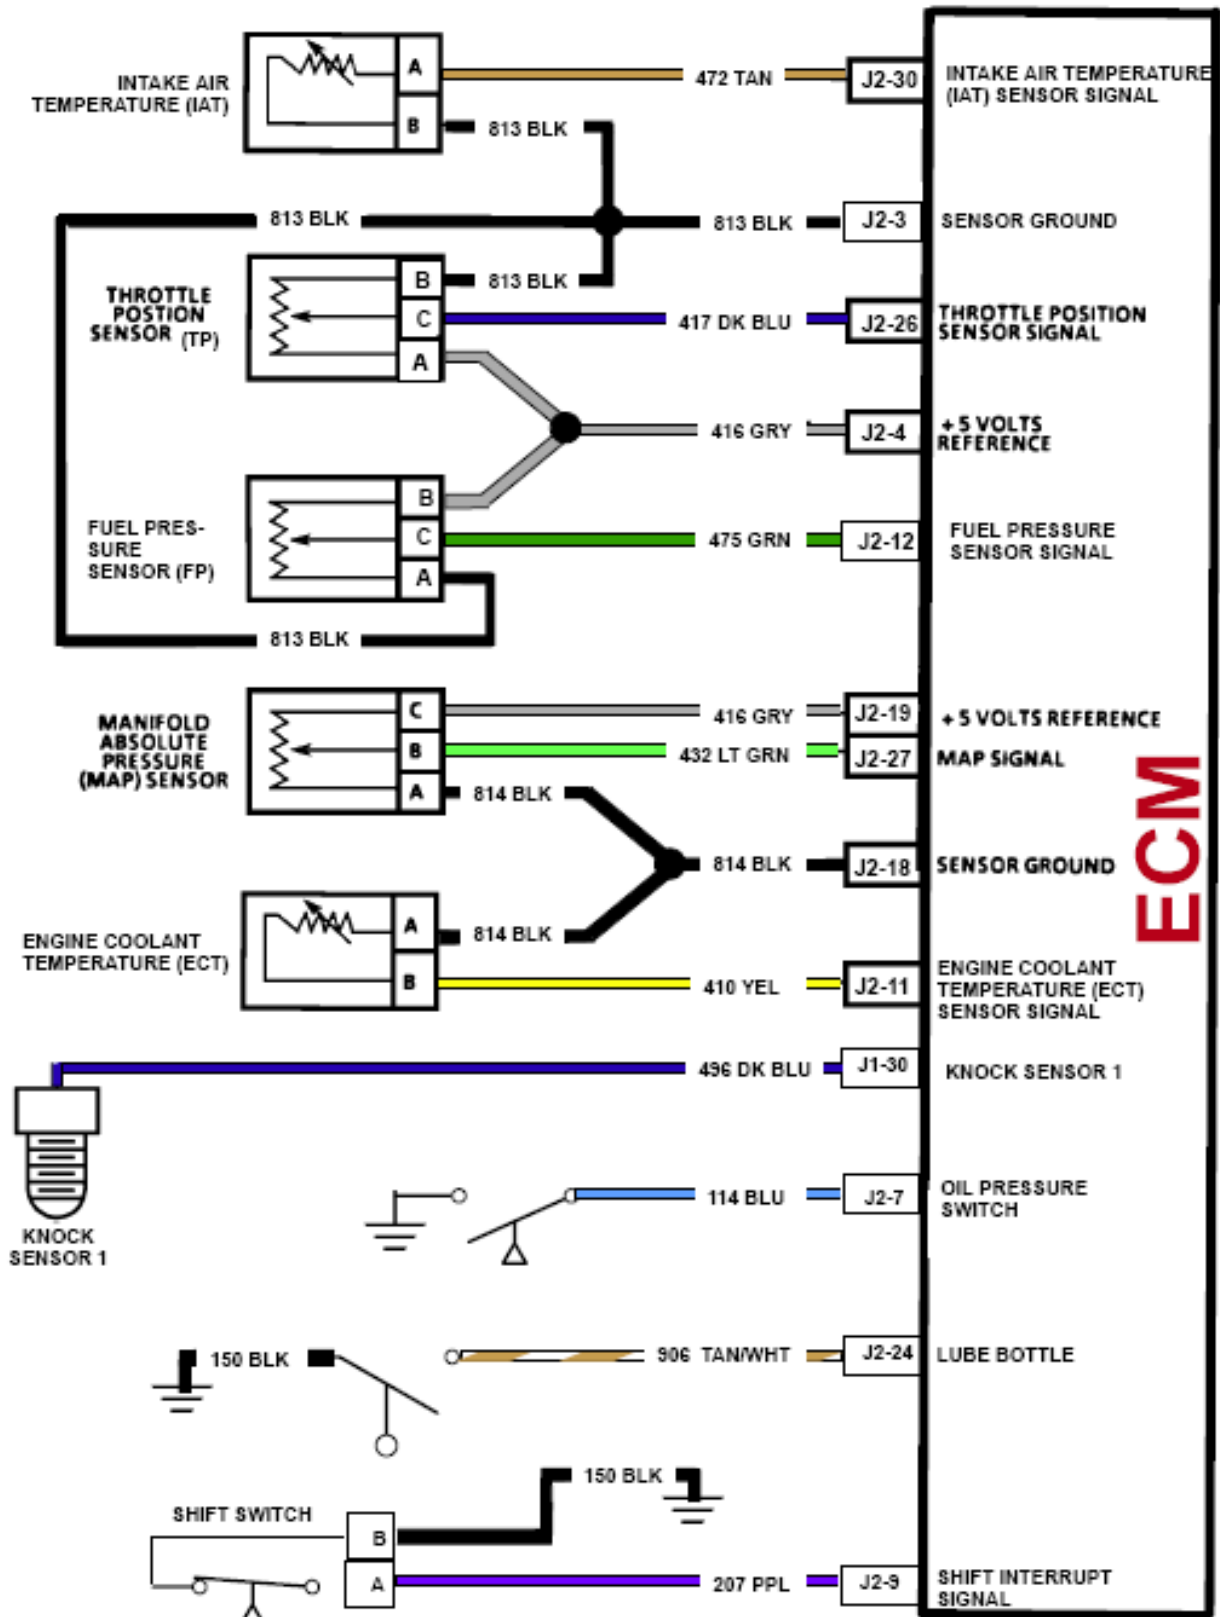 INTAKE AIR
TEMPERATURE (IAT)
A
B
472 TAN
J2-30
INTAKE AIR TEMPERATURE
(IAT) SENSOR SIGNAL
813 BLK
813 BLK
813 BLK
J2-3
SENSOR GROUND
THROTTLE
POSTION
SENSOR (TP)
B
C
A
813 BLK
417 DK BLU
J2-26
THROTTLE POSITION
SENSOR SIGNAL
416 GRY
J2-4
+ 5 VOLTS
REFERENCE
FUEL PRES-
SURE
SENSOR (FP)
B
C
A
475 GRN
J2-12
FUEL PRESSURE
SENSOR SIGNAL
813 BLK
MANIFOLD
ABSOLUTE
PRESSURE
(MAP) SENSOR
C
B
A
416 GRY
J2-19
+ 5 VOLTS REFERENCE
432 LT GRN
J2-27
MAP SIGNAL
814 BLK
814 BLK
J2-18
SENSOR GROUND
ECM
ENGINE COOLANT
TEMPERATURE (ECT)
A
B
814 BLK
410 YEL
J2-11
ENGINE COOLANT
TEMPERATURE (ECT)
SENSOR SIGNAL
496 DK BLU
J1-30
KNOCK SENSOR 1
KNOCK
SENSOR 1
114 BLU
J2-7
OIL PRESSURE
SWITCH
150 BLK
906 TAN/WHT
J2-24
LUBE BOTTLE
150 BLK
SHIFT SWITCH
B
A
207 PPL
J2-9
SHIFT INTERRUPT
SIGNAL